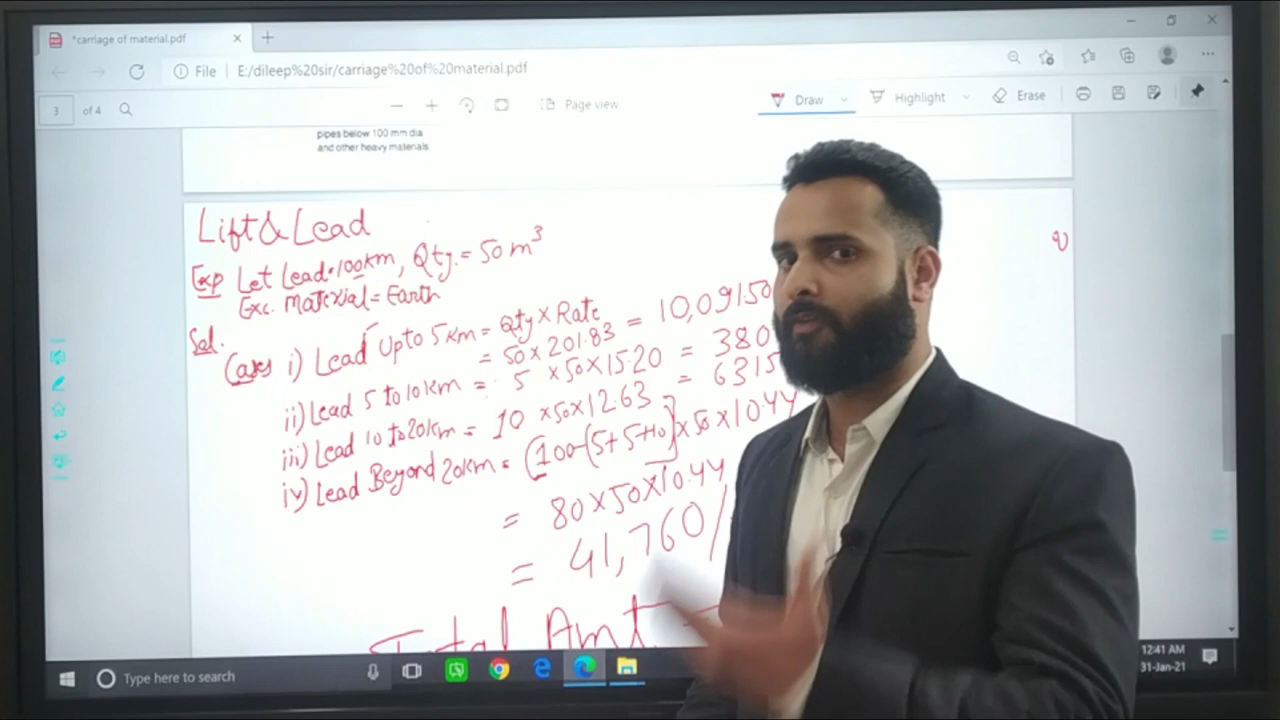 *carriage of material.pdf
File | E:/dileep%20sir/carriage%20of%20material.pdf
3 of 4
Page view
Draw
Highlight
Erase
pipes below 100 mm dia
and other heavy materials
Lift & Lead
Exp Let Lead = 100km, Qty. = 50 m³
Exc. Material = Earth
Sol.
Cases i) Lead Upto 5 km = Qty × Rate
= 50 × 201.83 = 10,091.50
ii) Lead 5 to 10 km = 5 × 50 × 15.20 = 380
iii) Lead 10 to 20km = 10 × 50 × 12.63 = 6315
iv) Lead Beyond 20km = (100-(5+5+10)] × 50 × 10.44
= 80 × 50 × 10.44
= 41,760/
Total Amt
Type here to search
12:41 AM
31-Jan-21